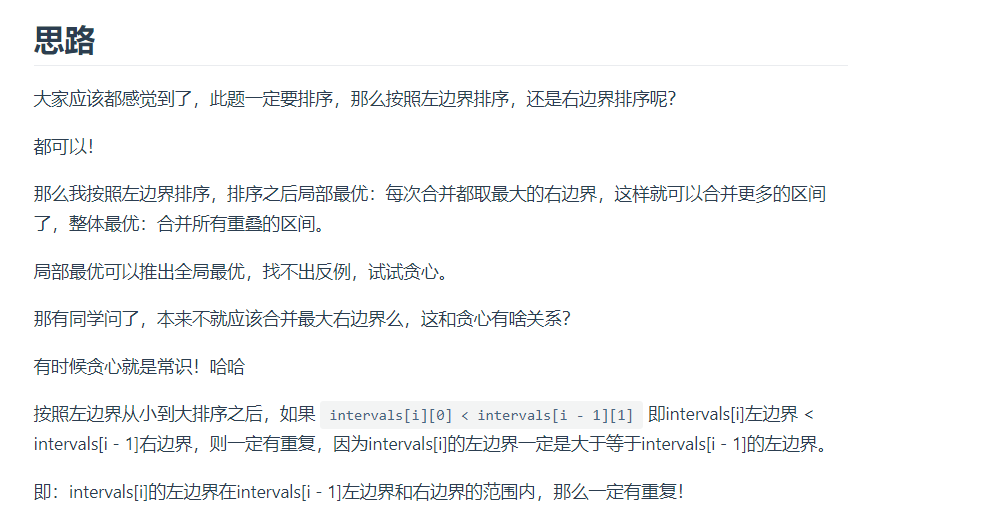 思路
大家应该都感觉到了，此题一定要排序，那么按照左边界排序，还是右边界排序呢？
都可以！
那么我按照左边界排序，排序之后局部最优：每次合并都取最大的右边界，这样就可以合并更多的区间
了，整体最优：合并所有重叠的区间。
局部最优可以推出全局最优，找不出反例，试试贪心。
那有同学问了，本来不就应该合并最大右边界么，这和贪心有啥关系？
有时候贪心就是常识！哈哈
按照左边界从小到大排序之后，如果 intervals[i][0] < intervals[i - 1][1] 即intervals[i]左边界 <
intervals[i - 1]右边界，则一定有重复，因为intervals[i]的左边界一定是大于等于intervals[i - 1]的左边界。
即：intervals[i]的左边界在intervals[i - 1]左边界和右边界的范围内，那么一定有重复！